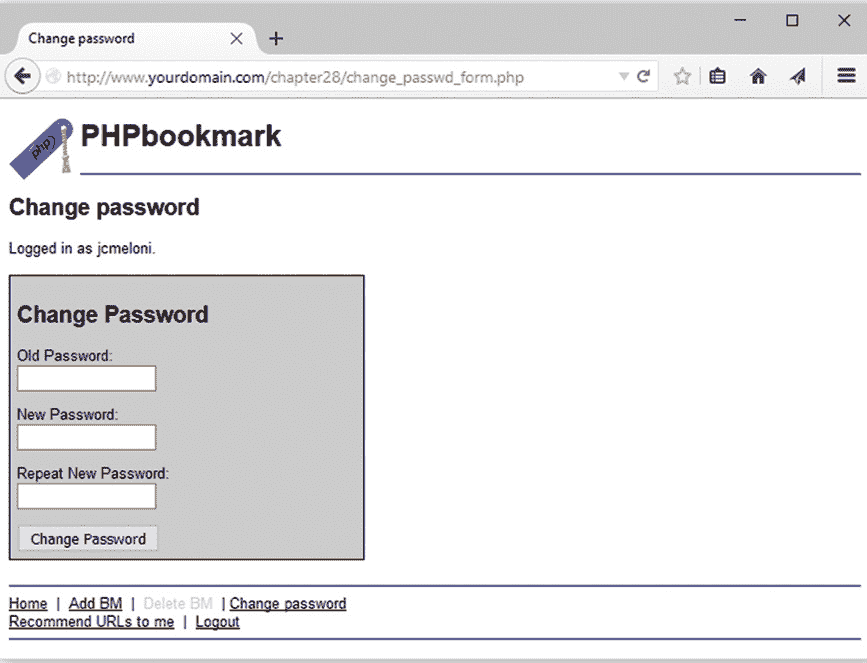 Change password
http://www.yourdomain.com/chapter28/change_passwd_form.php
php
PHPbookmark
Change password
Logged in as jcmeloni.
Change Password
Old Password:
New Password:
Repeat New Password:
Change Password
Home | Add BM | Delete BM | Change password
Recommend URLs to me | Logout